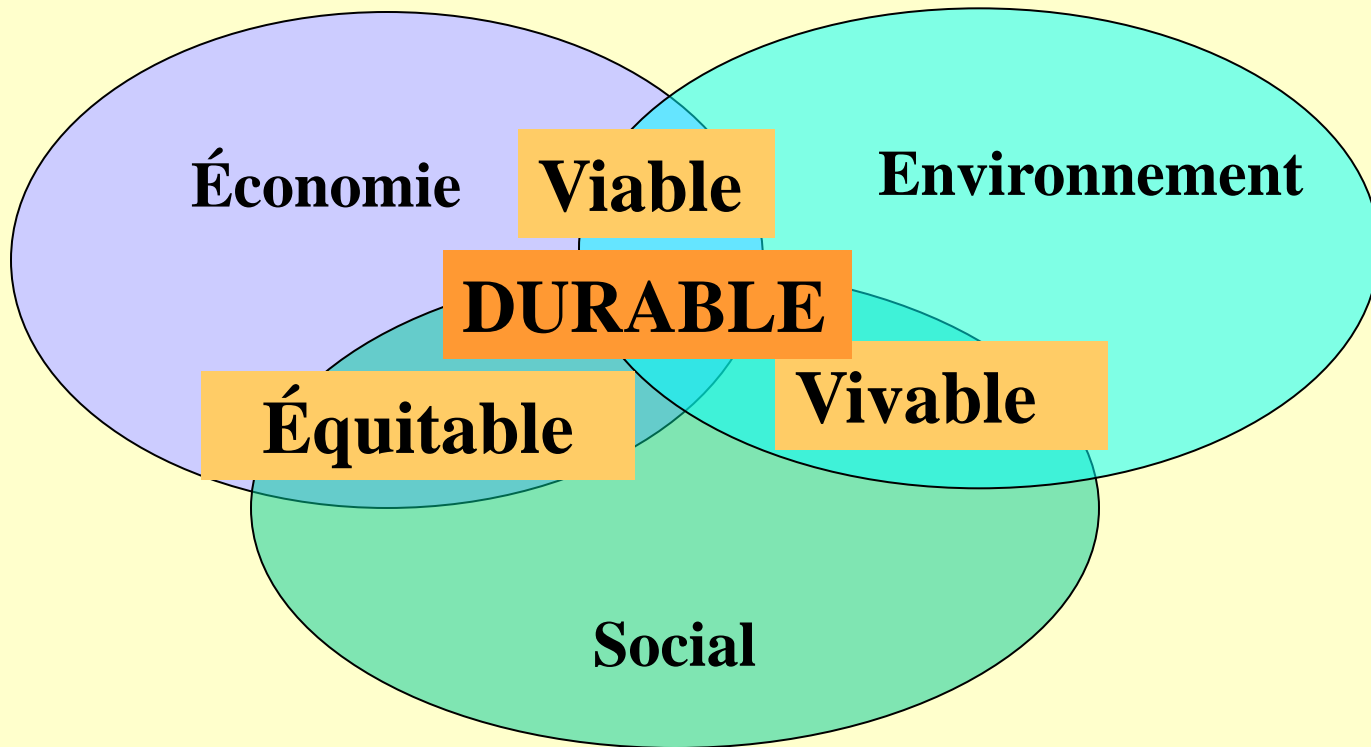 Économie
Viable
Environnement
DURABLE
Équitable
Vivable
Social